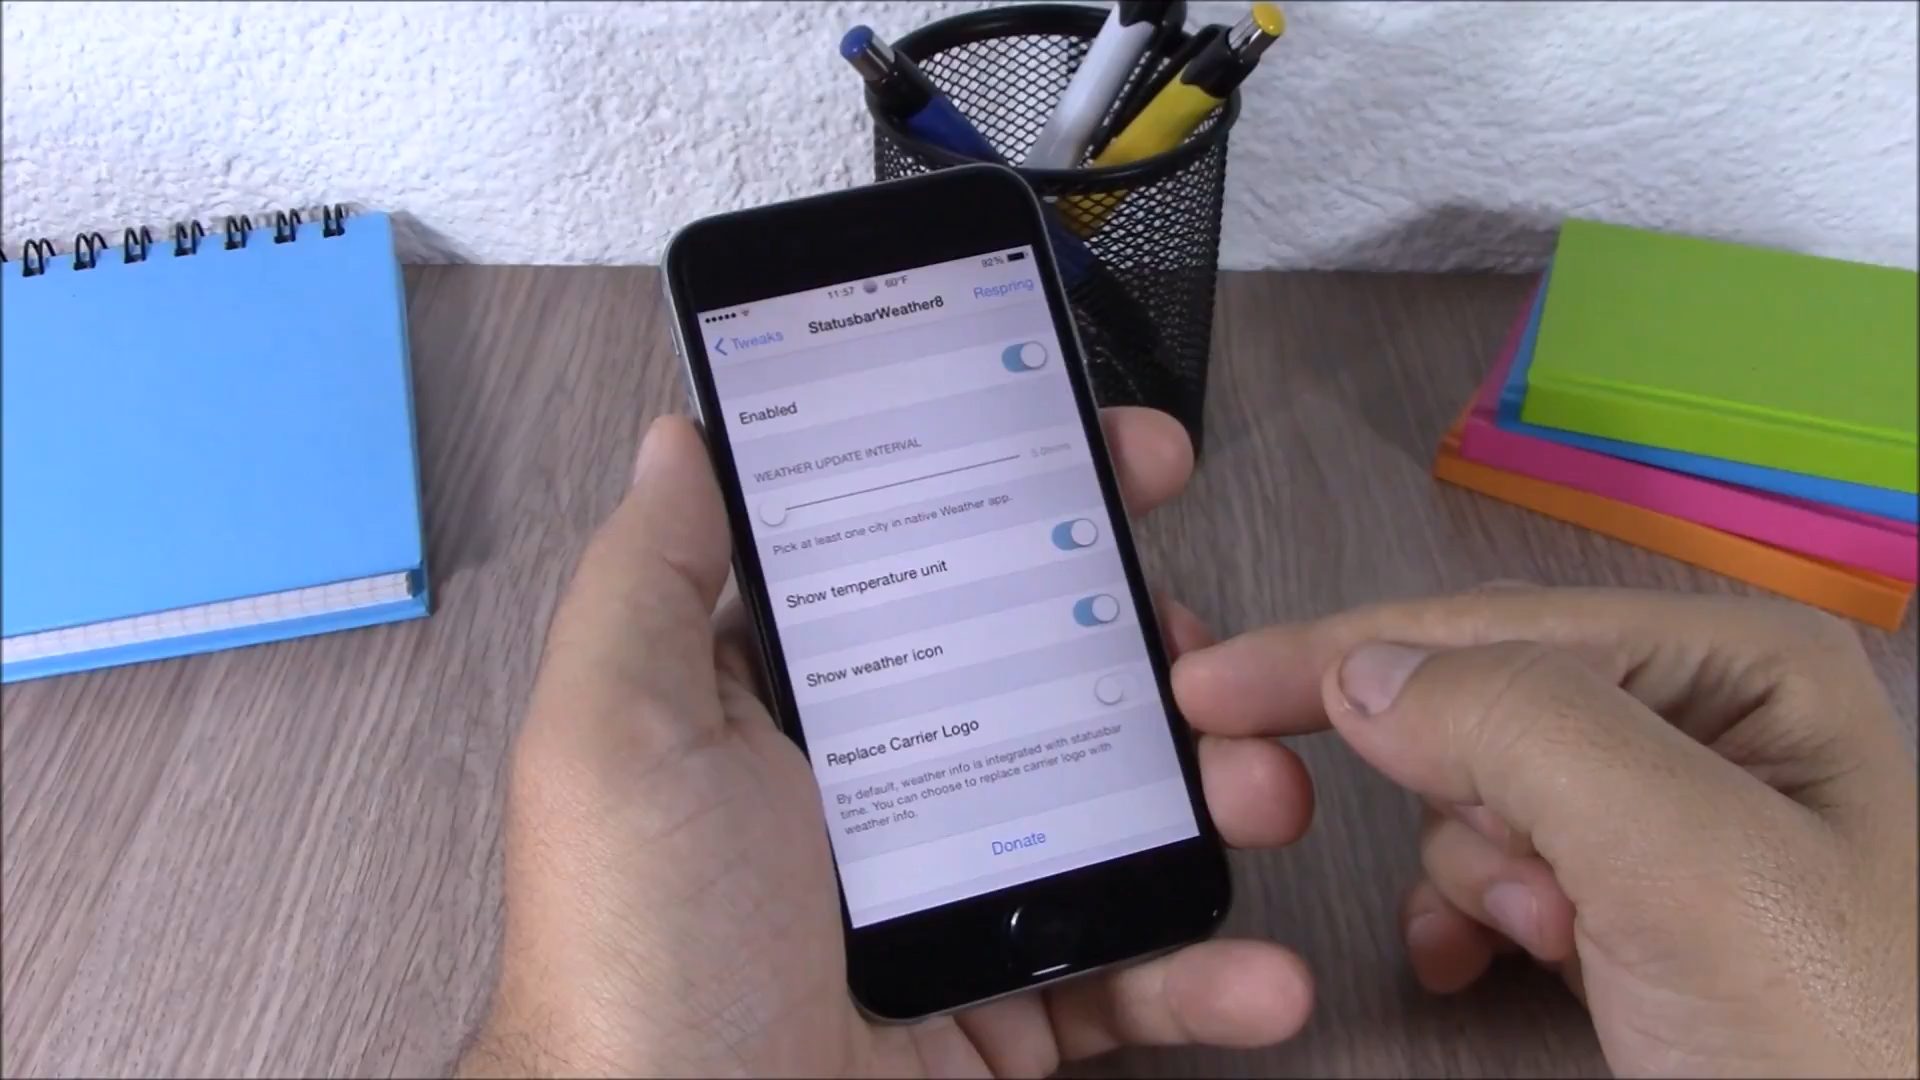 11:57 60°F 92%
Tweaks StatusbarWeather8 Respring
Enabled
WEATHER UPDATE INTERVAL
Pick at least one city in native Weather app.
Show temperature unit
Show weather icon
Replace Carrier Logo
By default, weather info is integrated with statusbar
time. You can choose to replace carrier logo with
weather info.
Donate